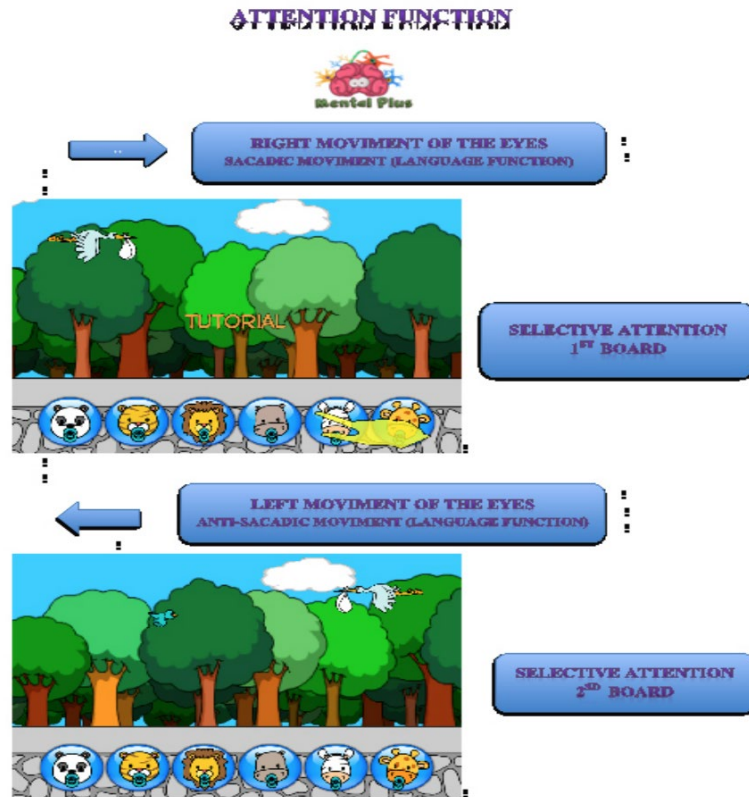 ATTENTION FUNCTION
Mental Plus
RIGHT MOVIMENT OF THE EYES
SACADIC MOVIMENT (LANGUAGE FUNCTION)
TUTORIAL
SELECTIVE ATTENTION
1ST BOARD
LEFT MOVIMENT OF THE EYES
ANTI-SACADIC MOVIMENT (LANGUAGE FUNCTION)
SELECTIVE ATTENTION
2ND BOARD